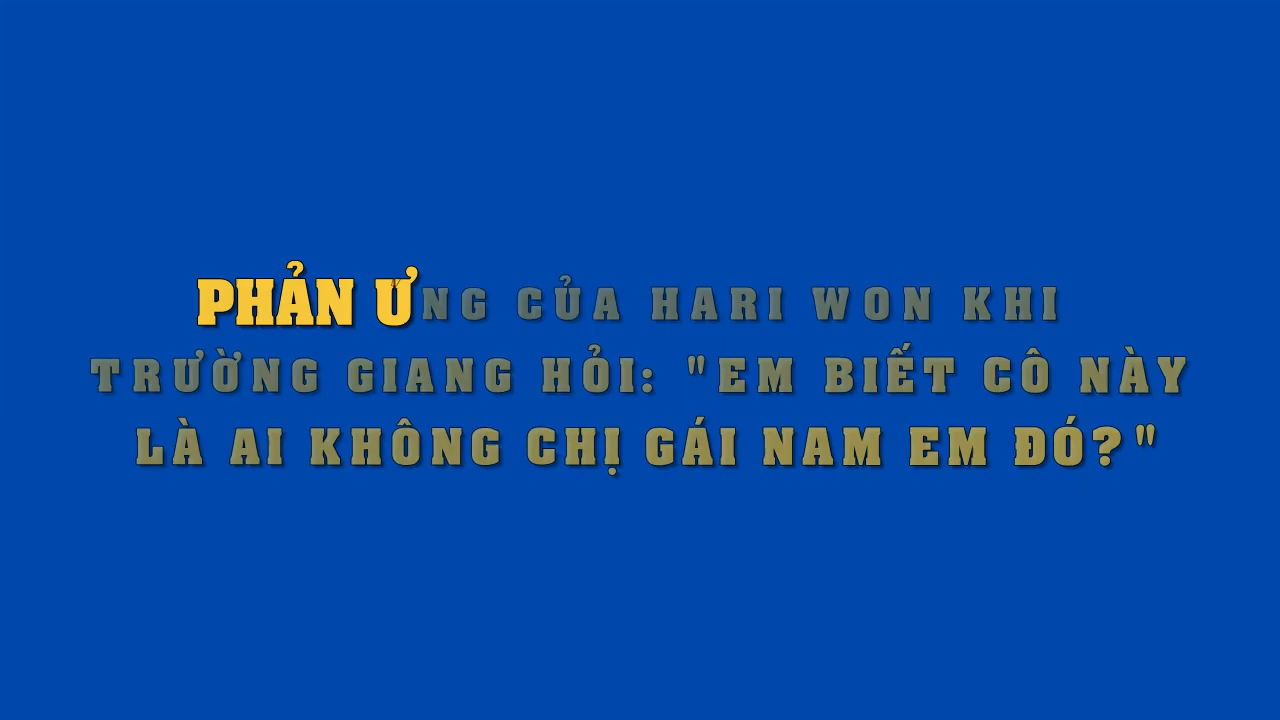 PHẢN ỨNG CỦA HARI WON KHI
TRƯỜNG GIANG HỎI: "EM BIẾT CÔ NÀY
LÀ AI KHÔNG CHỊ GÁI NAM EM ĐÓ?"